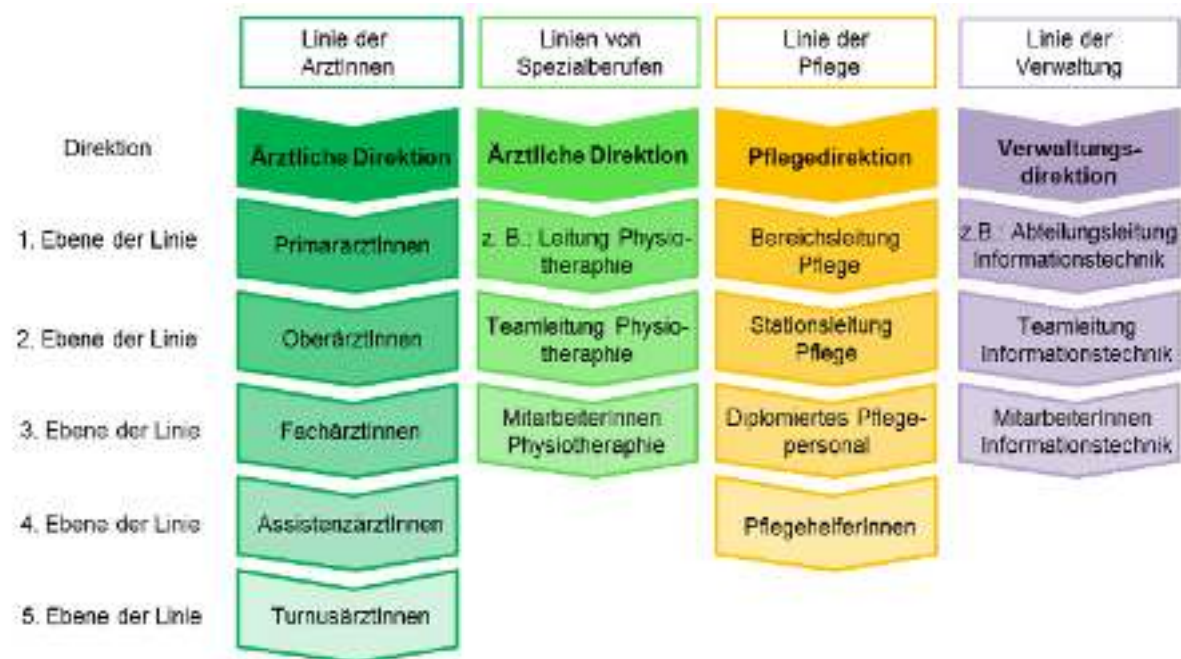 Linie der
ArztInnen
Linien von
Spezialberufen
Linie der
Pflege
Linie der
Verwaltung
Direktion
Ärztliche Direktion
Ärztliche Direktion
Pflegedirektion
Verwaltungs-
direktion
1. Ebene der Linie
PrimararztInnen
z. B.: Leitung Physio-
theraphie
Bereichsleitung
Pflege
z.B.: Abteilungsleitung
Informationstechnik
2. Ebene der Linie
OberärztInnen
Teamleitung Physio-
theraphie
Stationsleitung
Pflege
Teamleitung
Informationstechnik
3. Ebene der Linie
FachärztInnen
MitarbeiterInnen
Physiotheraphie
Diplomiertes Pflege-
personal
MitarbeiterInnen
Informationstechnik
4. Ebene der Linie
AssistenzärztInnen
PflegehelferInnen
5. Ebene der Linie
TurnusärztInnen